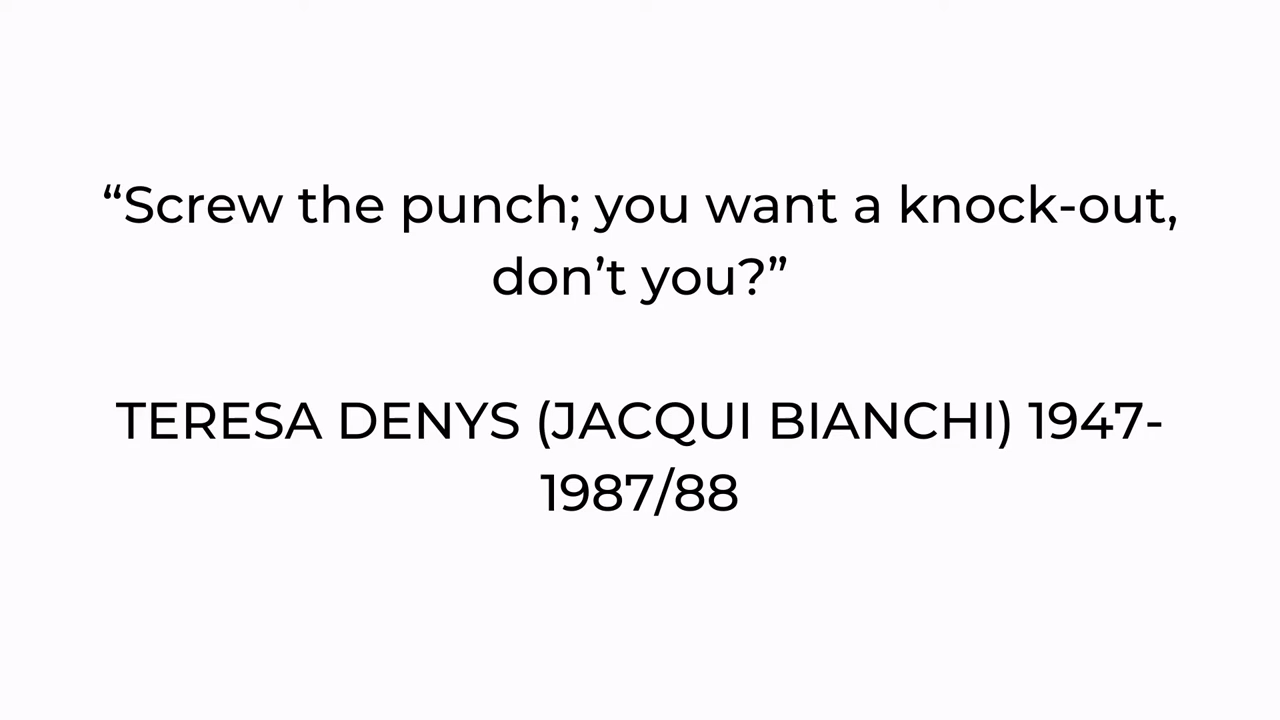 “Screw the punch; you want a knock-out,
don’t you?”
TERESA DENYS (JACQUI BIANCHI) 1947-
1987/88